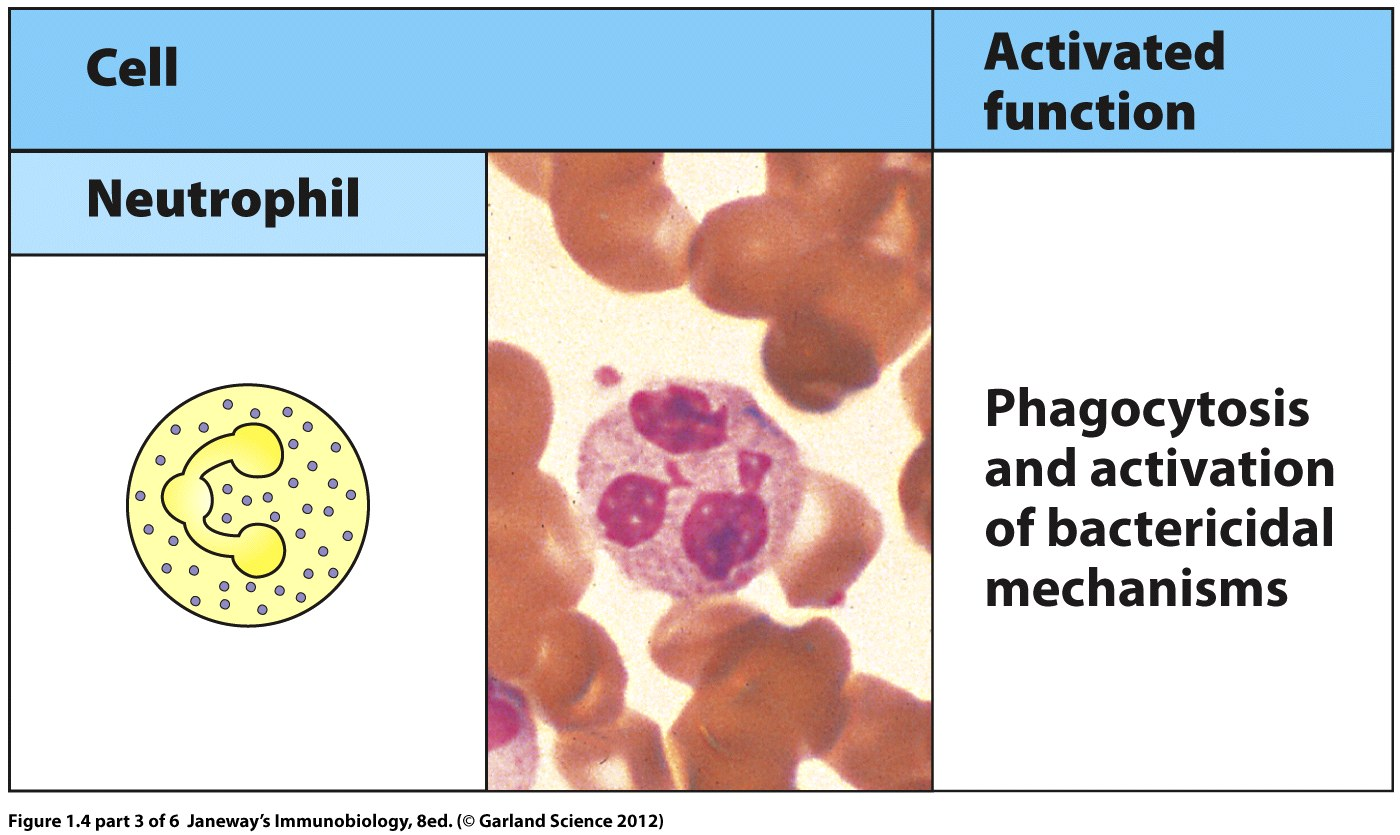 Cell
Activated
function
Neutrophil
Phagocytosis
and activation
of bactericidal
mechanisms
Figure 1.4 part 3 of 6 Janeway’s Immunobiology, 8ed. (© Garland Science 2012)